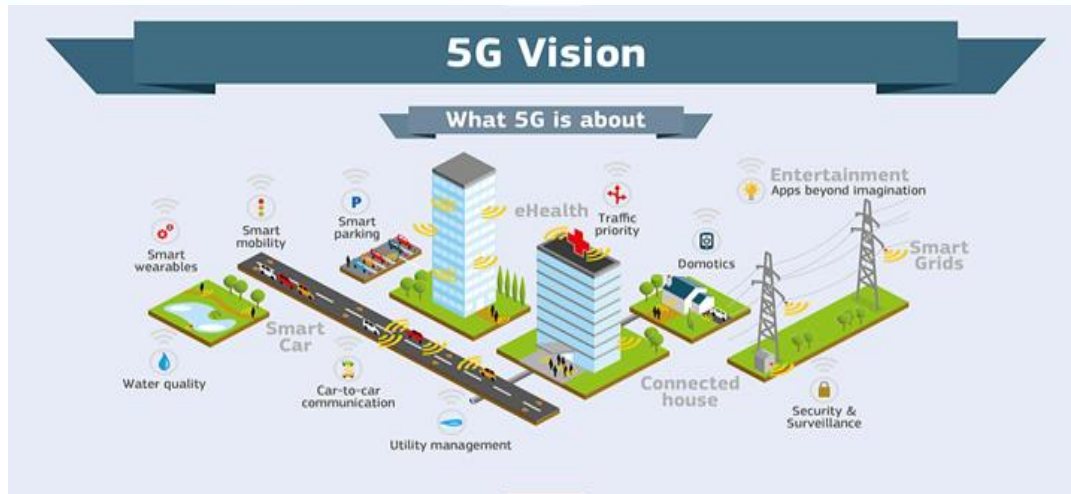 5G Vision
What 5G is about
Entertainment
Apps beyond imagination
eHealth
Traffic
priority
P
Smart
parking
Smart
mobility
Smart
wearables
Domotics
Smart
Grids
Smart
Car
Water quality
Car-to-car
communication
Utility management
Connected
house
Security &
Surveillance